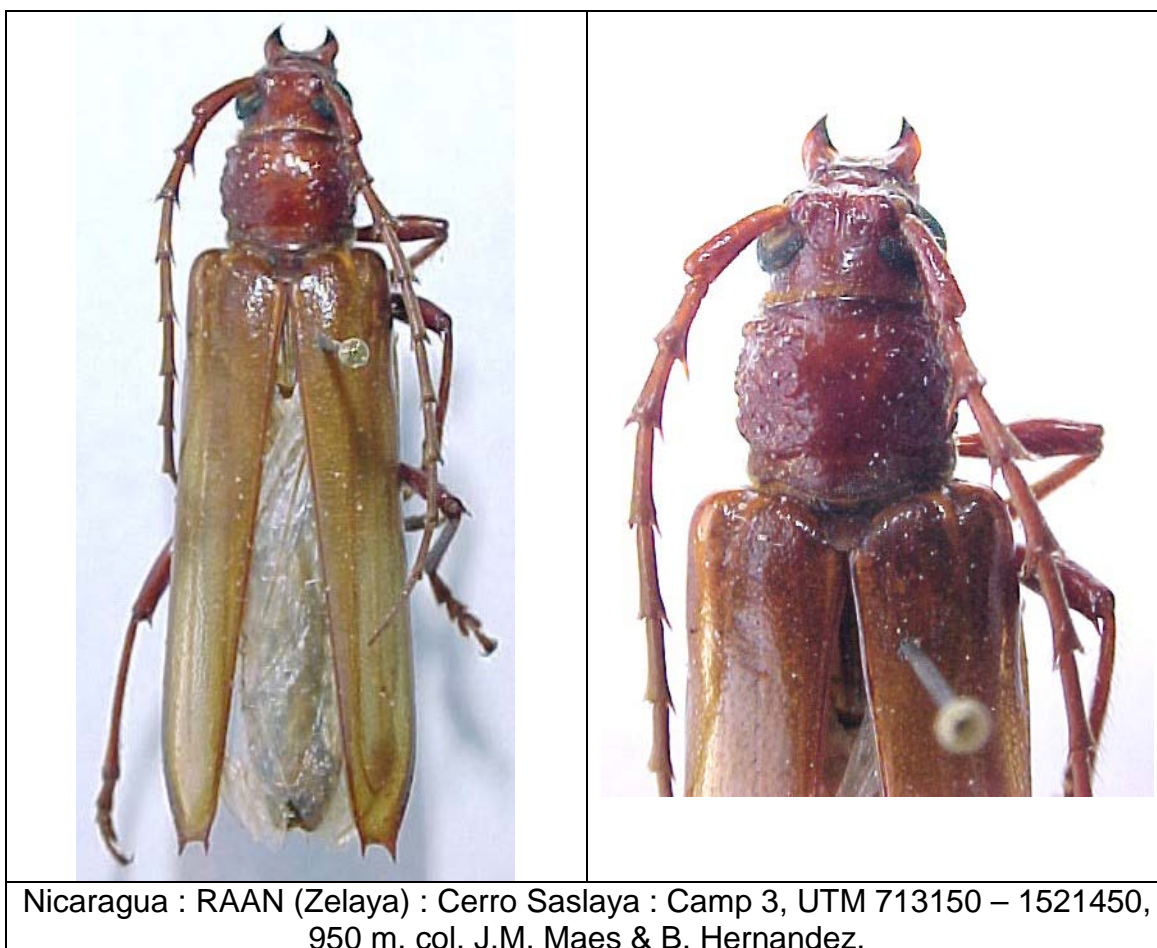 Nicaragua : RAAN (Zelaya) : Cerro Saslaya : Camp 3, UTM 713150 – 1521450,
950 m, col. J.M. Maes & B. Hernandez.